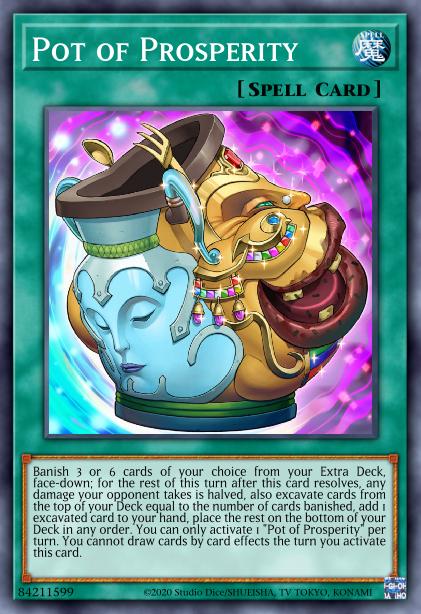 Pot of Prosperity
SPELL
魔
[Spell Card]
Banish 3 or 6 cards of your choice from your Extra Deck,
face-down; for the rest of this turn after this card resolves, any
damage your opponent takes is halved, also excavate cards from
the top of your Deck equal to the number of cards banished, add 1
excavated card to your hand, place the rest on the bottom of your
Deck in any order. You can only activate 1 "Pot of Prosperity" per
turn. You cannot draw cards by card effects the turn you activate
this card.
84211599
©2020 Studio Dice/SHUEISHA, TV TOKYO, KONAMI